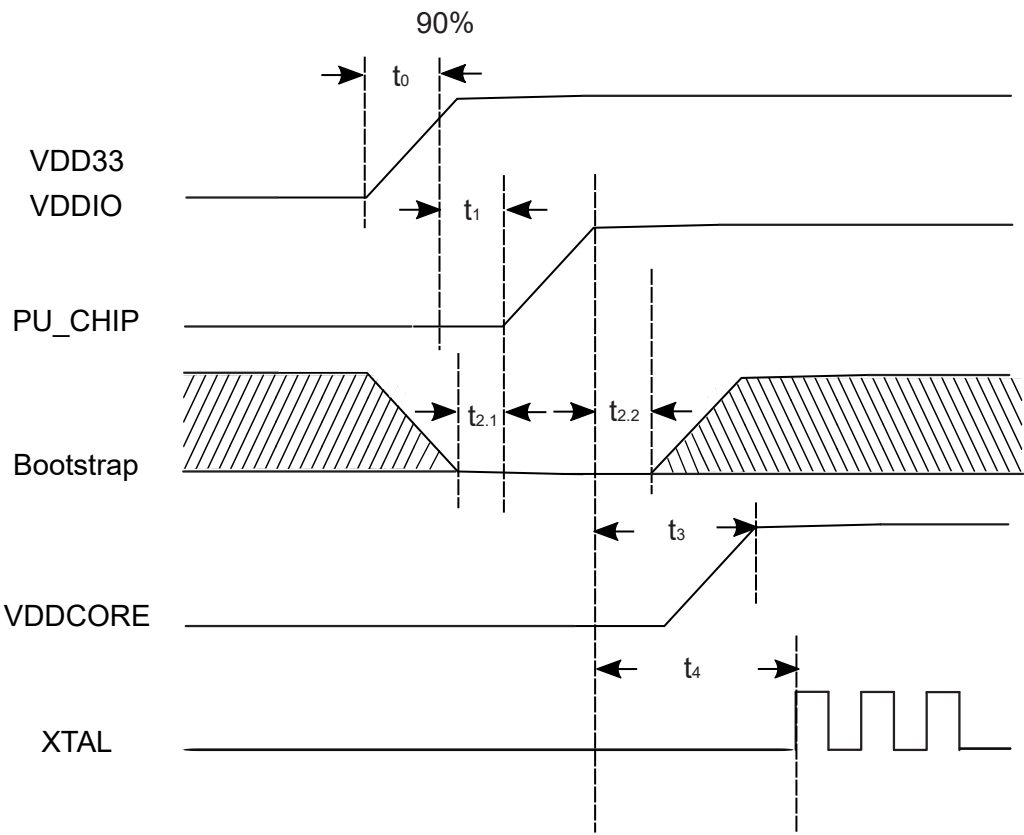 90%
t0
VDD33
VDDIO
t1
PU_CHIP
t2.1
t2.2
Bootstrap
t3
VDDCORE
t4
XTAL